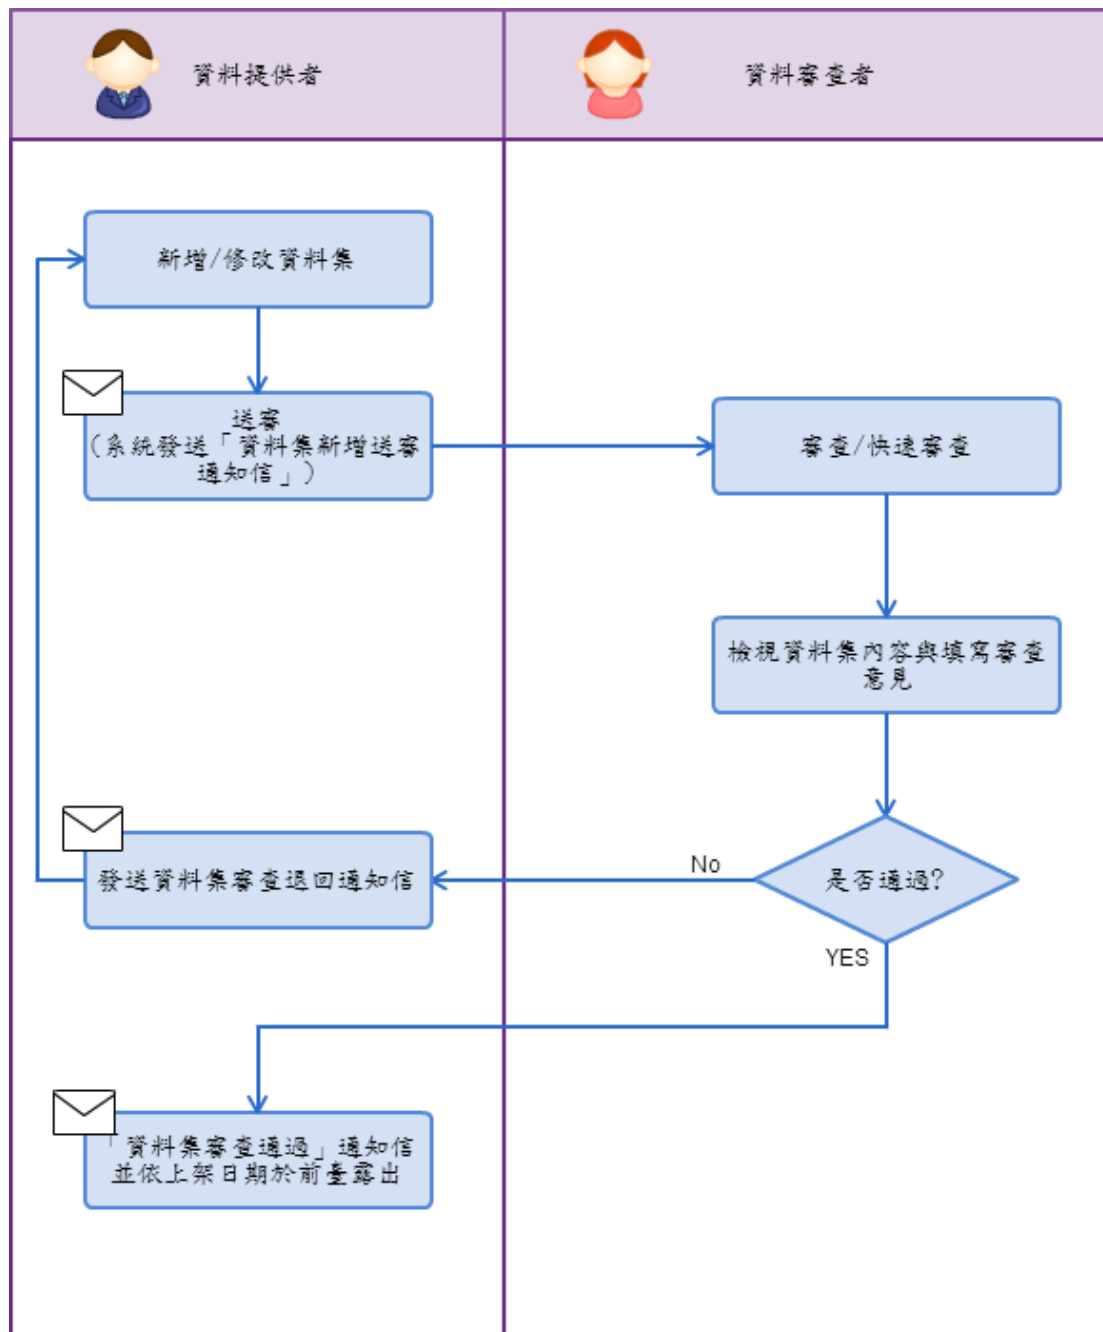 資料提供者
資料審查者
新增/修改資料集
送審
(系統發送「資料集新增送審
通知信」)
審查/快速審查
檢視資料集內容與填寫審查
意見
是否通過?
No
發送資料集審查退回通知信
YES
「資料集審查通過」通知信
並依上架日期於前臺露出